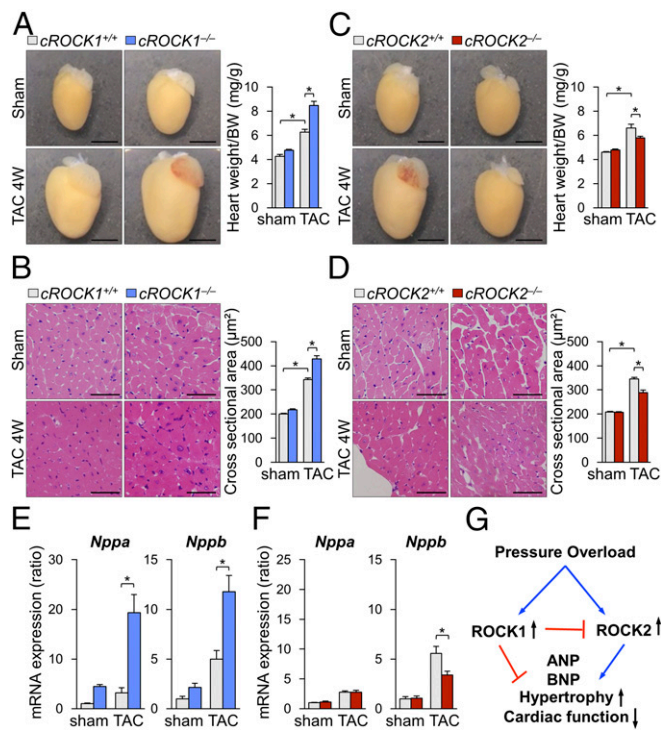 A
cROCK1+/+ cROCK1–/–
Sham
TAC 4W
Heart weight/BW (mg/g)
10
8
6
4
2
0
*
*
sham TAC
C
cROCK2+/+ cROCK2–/–
Sham
TAC 4W
Heart weight/BW (mg/g)
10
8
6
4
2
0
*
*
sham TAC
B
cROCK1+/+ cROCK1–/–
Sham
TAC 4W
Cross sectional area (μm²)
500
400
300
200
100
0
*
*
sham TAC
D
cROCK2+/+ cROCK2–/–
Sham
TAC 4W
Cross sectional area (μm²)
500
400
300
200
100
0
*
*
sham TAC
E
mRNA expression (ratio)
Nppa
30
20
10
0
*
sham TAC
Nppb
15
10
5
0
*
sham TAC
F
mRNA expression (ratio)
Nppa
25
20
15
10
5
0
sham TAC
Nppb
15
10
5
0
*
sham TAC
G
Pressure Overload
ROCK1 ROCK2
ANP
BNP
Hypertrophy
Cardiac function